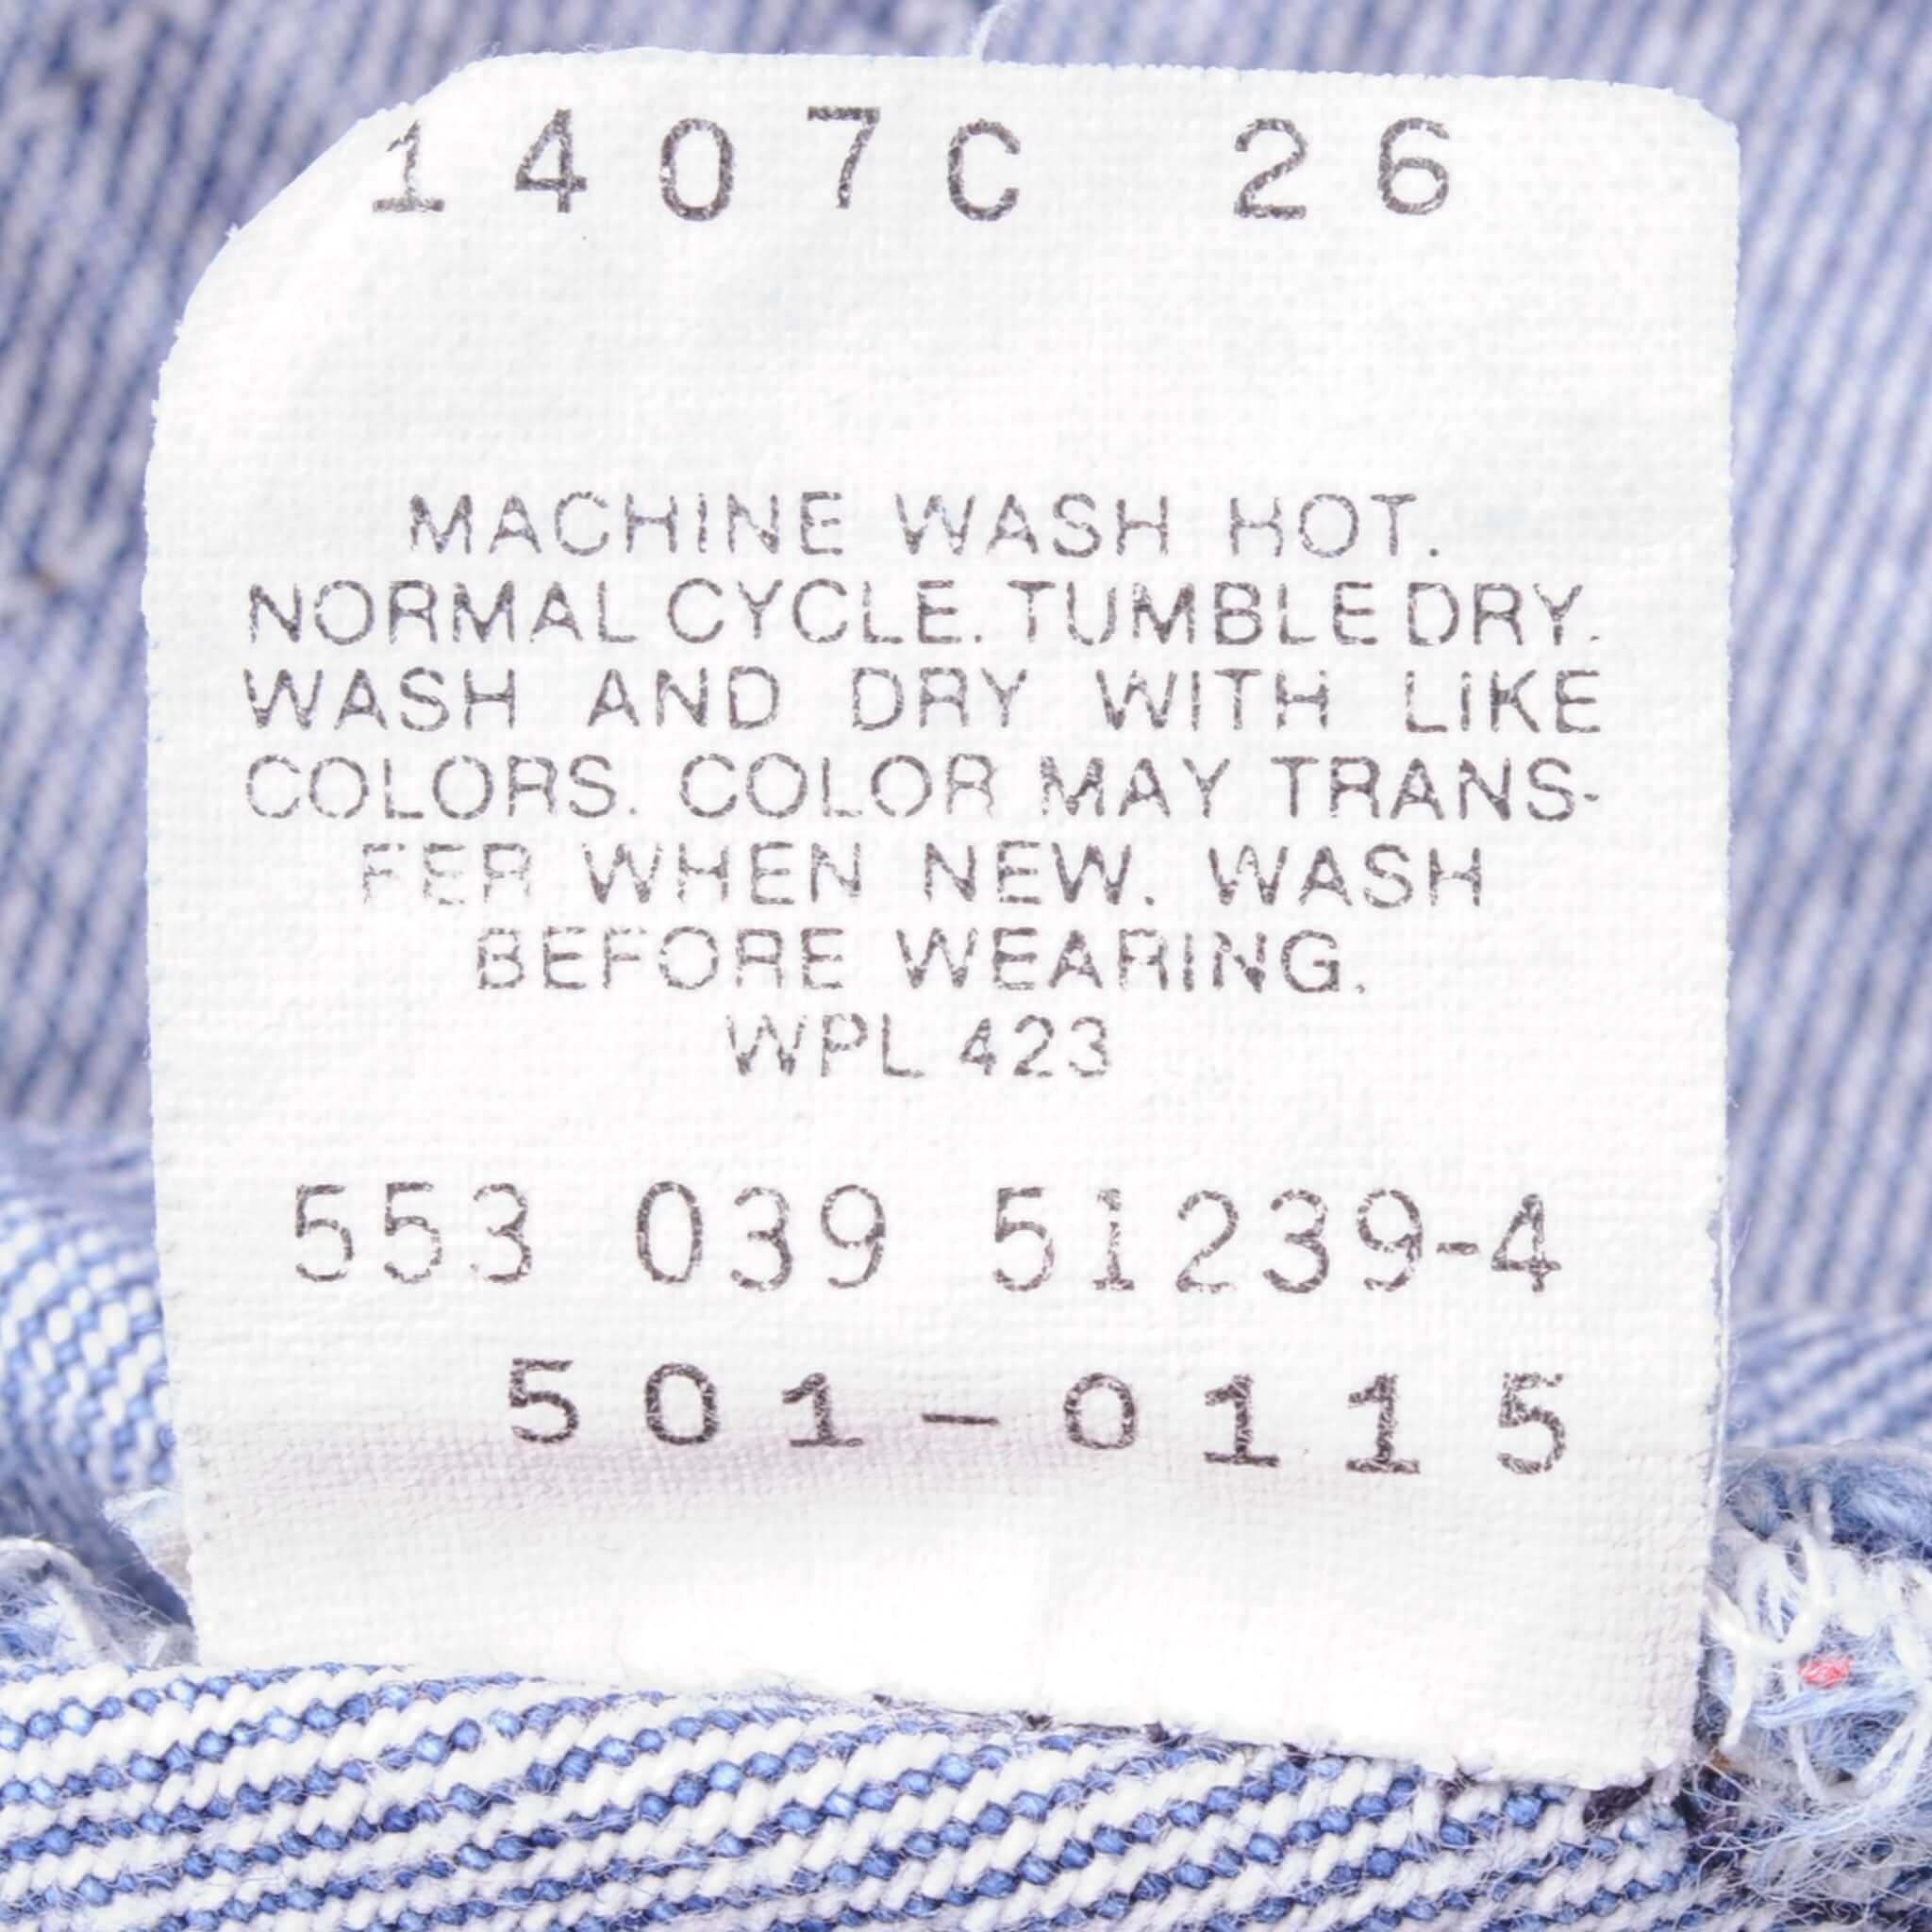 1407C 26
MACHINE WASH HOT.
NORMAL CYCLE. TUMBLE DRY.
WASH AND DRY WITH LIKE
COLORS. COLOR MAY TRANS-
FER WHEN NEW. WASH
BEFORE WEARING.
WPL 423
553 039 51239-4
501-0115